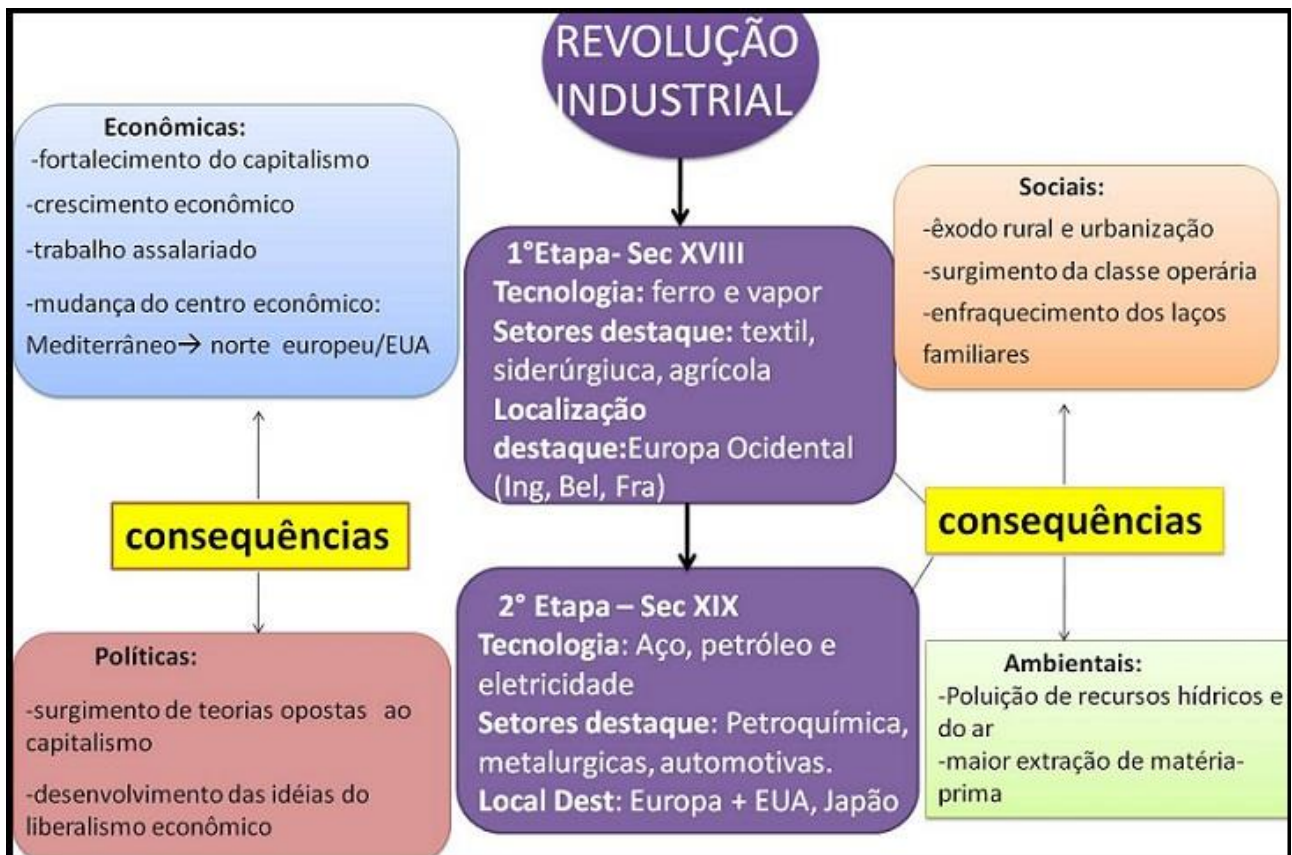 REVOLUÇÃO
INDUSTRIAL
Econômicas:
-fortalecimento do capitalismo
-crescimento econômico
-trabalho assalariado
-mudança do centro econômico:
Mediterrâneo→ norte europeu/EUA
1°Etapa- Sec XVIII
Tecnologia: ferro e vapor
Setores destaque: textil,
siderúrgiuca, agrícola
Localização
destaque:Europa Ocidental
(Ing, Bel, Fra)
Sociais:
-êxodo rural e urbanização
-surgimento da classe operária
-enfraquecimento dos laços
familiares
consequências
consequências
Políticas:
-surgimento de teorias opostas ao
capitalismo
-desenvolvimento das idéias do
liberalismo econômico
2° Etapa – Sec XIX
Tecnologia: Aço, petróleo e
eletricidade
Setores destaque: Petroquímica,
metalurgicas, automotivas.
Local Dest: Europa + EUA, Japão
Ambientais:
-Poluição de recursos hídricos e
do ar
-maior extração de matéria-
prima